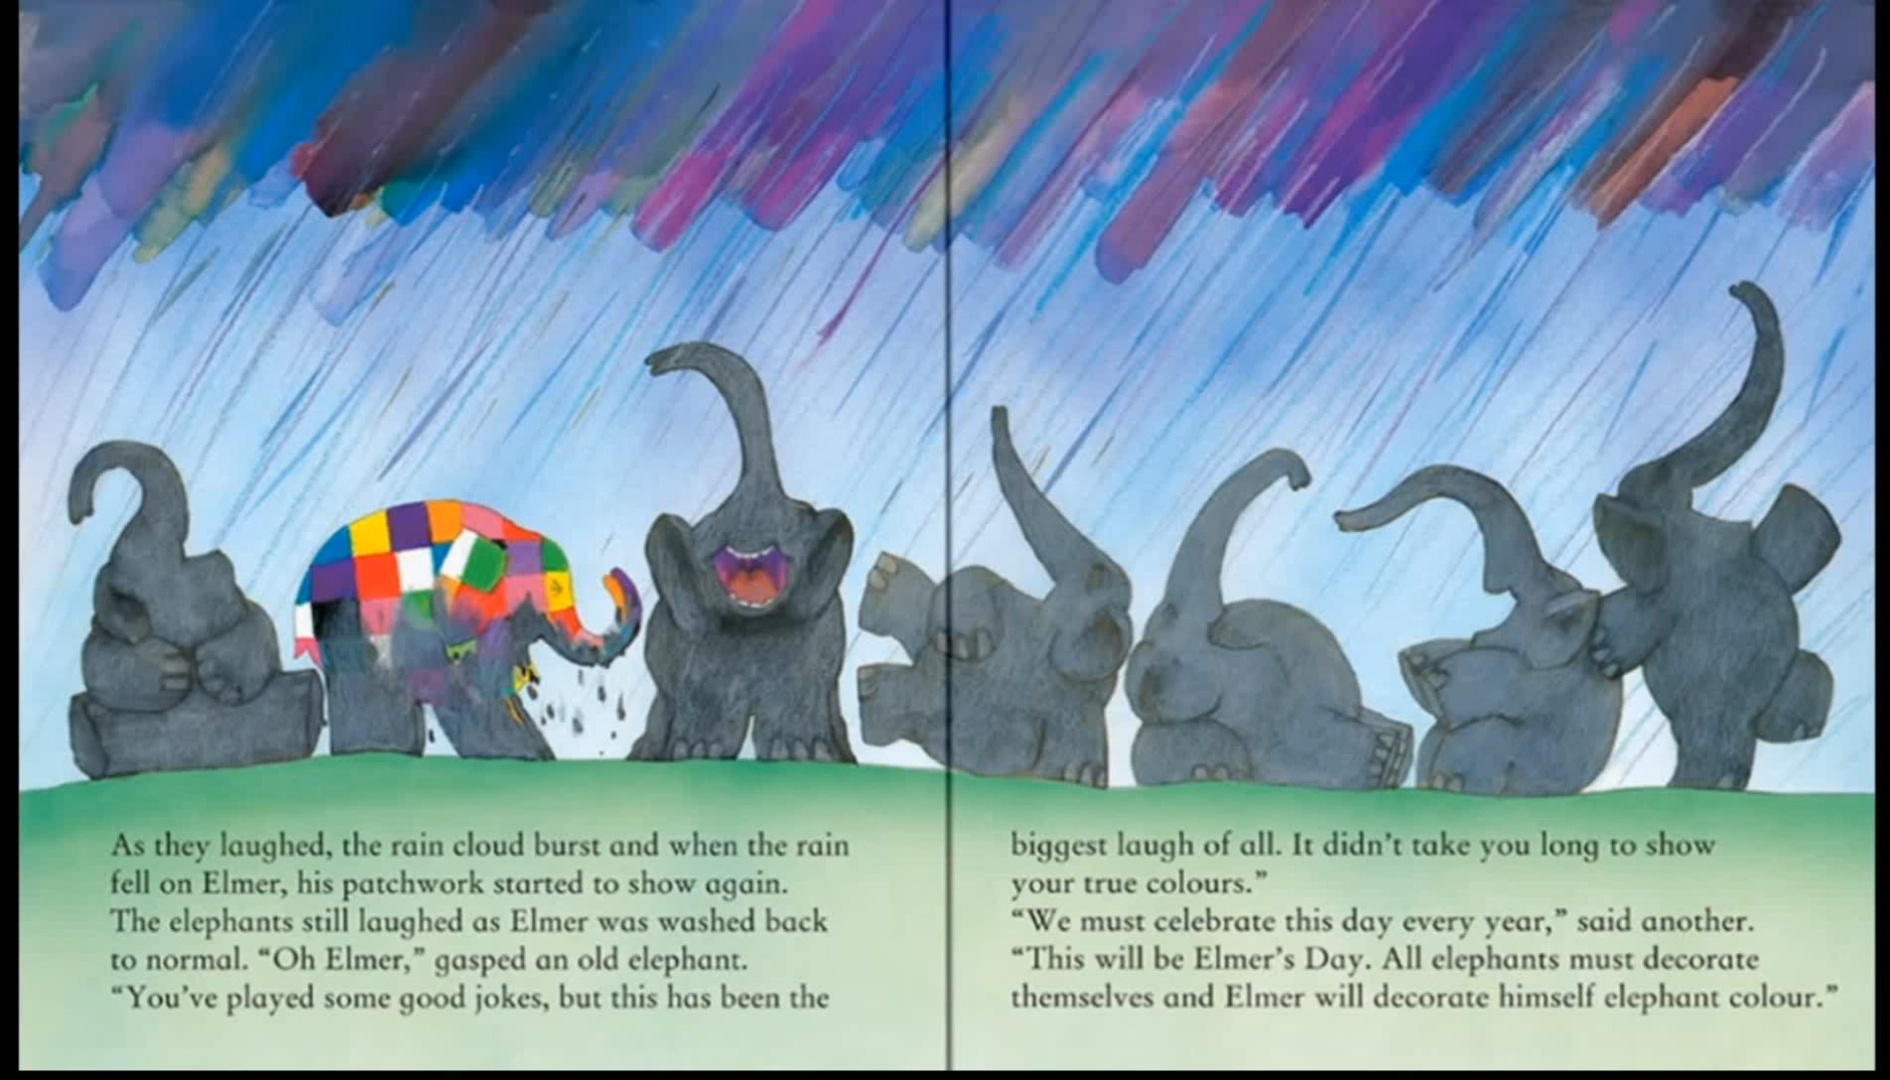 As they laughed, the rain cloud burst and when the rain
fell on Elmer, his patchwork started to show again.
The elephants still laughed as Elmer was washed back
to normal. “Oh Elmer,” gasped an old elephant.
“You’ve played some good jokes, but this has been the
biggest laugh of all. It didn’t take you long to show
your true colours.”
“We must celebrate this day every year,” said another.
“This will be Elmer’s Day. All elephants must decorate
themselves and Elmer will decorate himself elephant colour.”